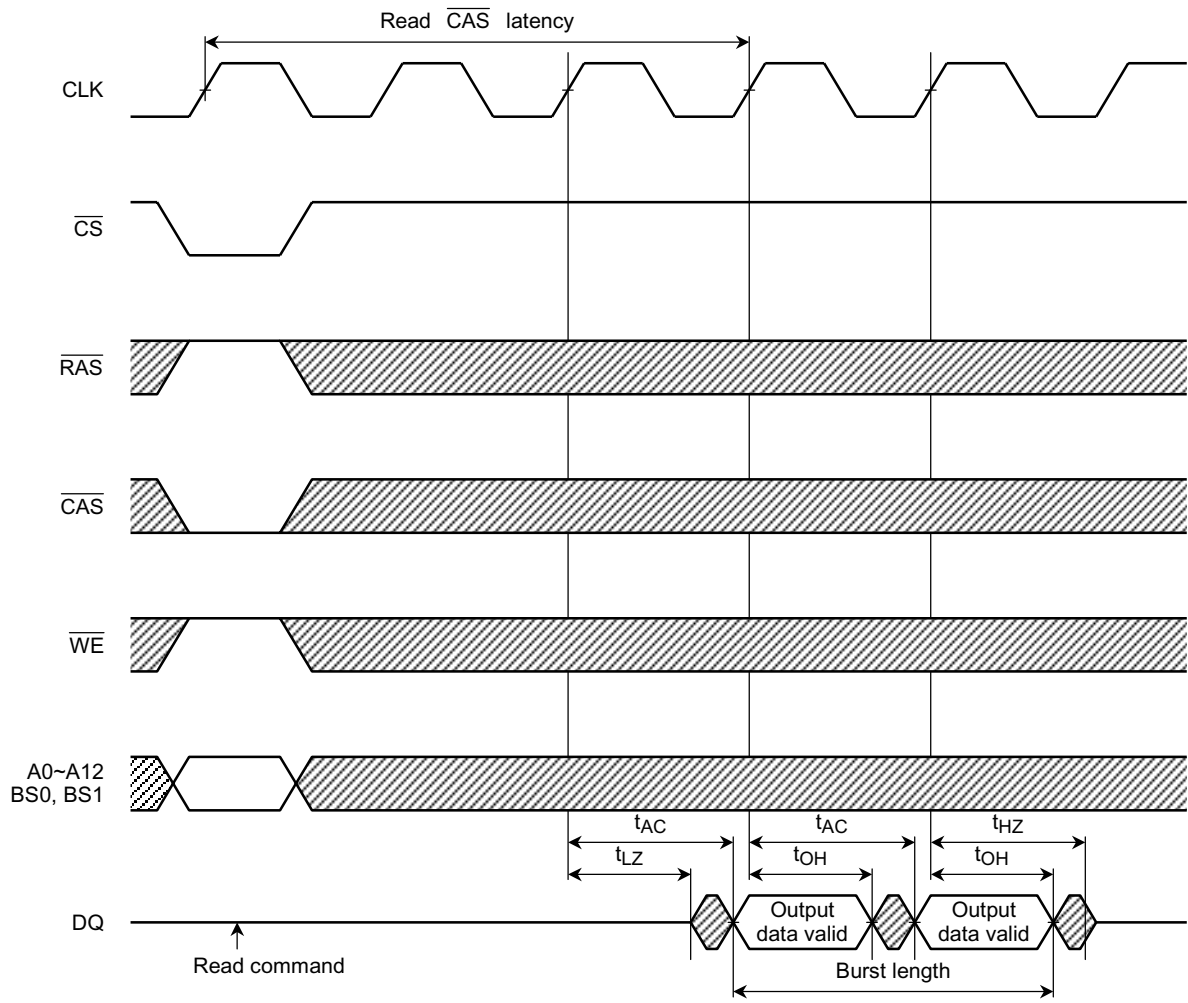 Read CAS latency
CLK
CS
RAS
CAS
WE
A0~A12
BS0, BS1
tAC
tAC
tHZ
tLZ
tOH
tOH
DQ
Output
data valid
Output
data valid
Read command
Burst length